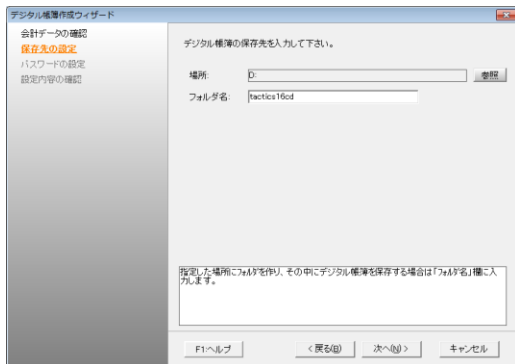 デジタル帳簿作成ウィザード
会計データの確認
保存先の設定
パスワードの設定
設定内容の確認
デジタル帳簿の保存先を入力して下さい。
場所: D: 参照
フォルダ名: tactics16cd
指定した場所にフォルダを作り、その中にデジタル帳簿を保存する場合は「フォルダ名」欄に入
力します。
F1:ヘルプ <戻る(B) 次へ(N)> キャンセル